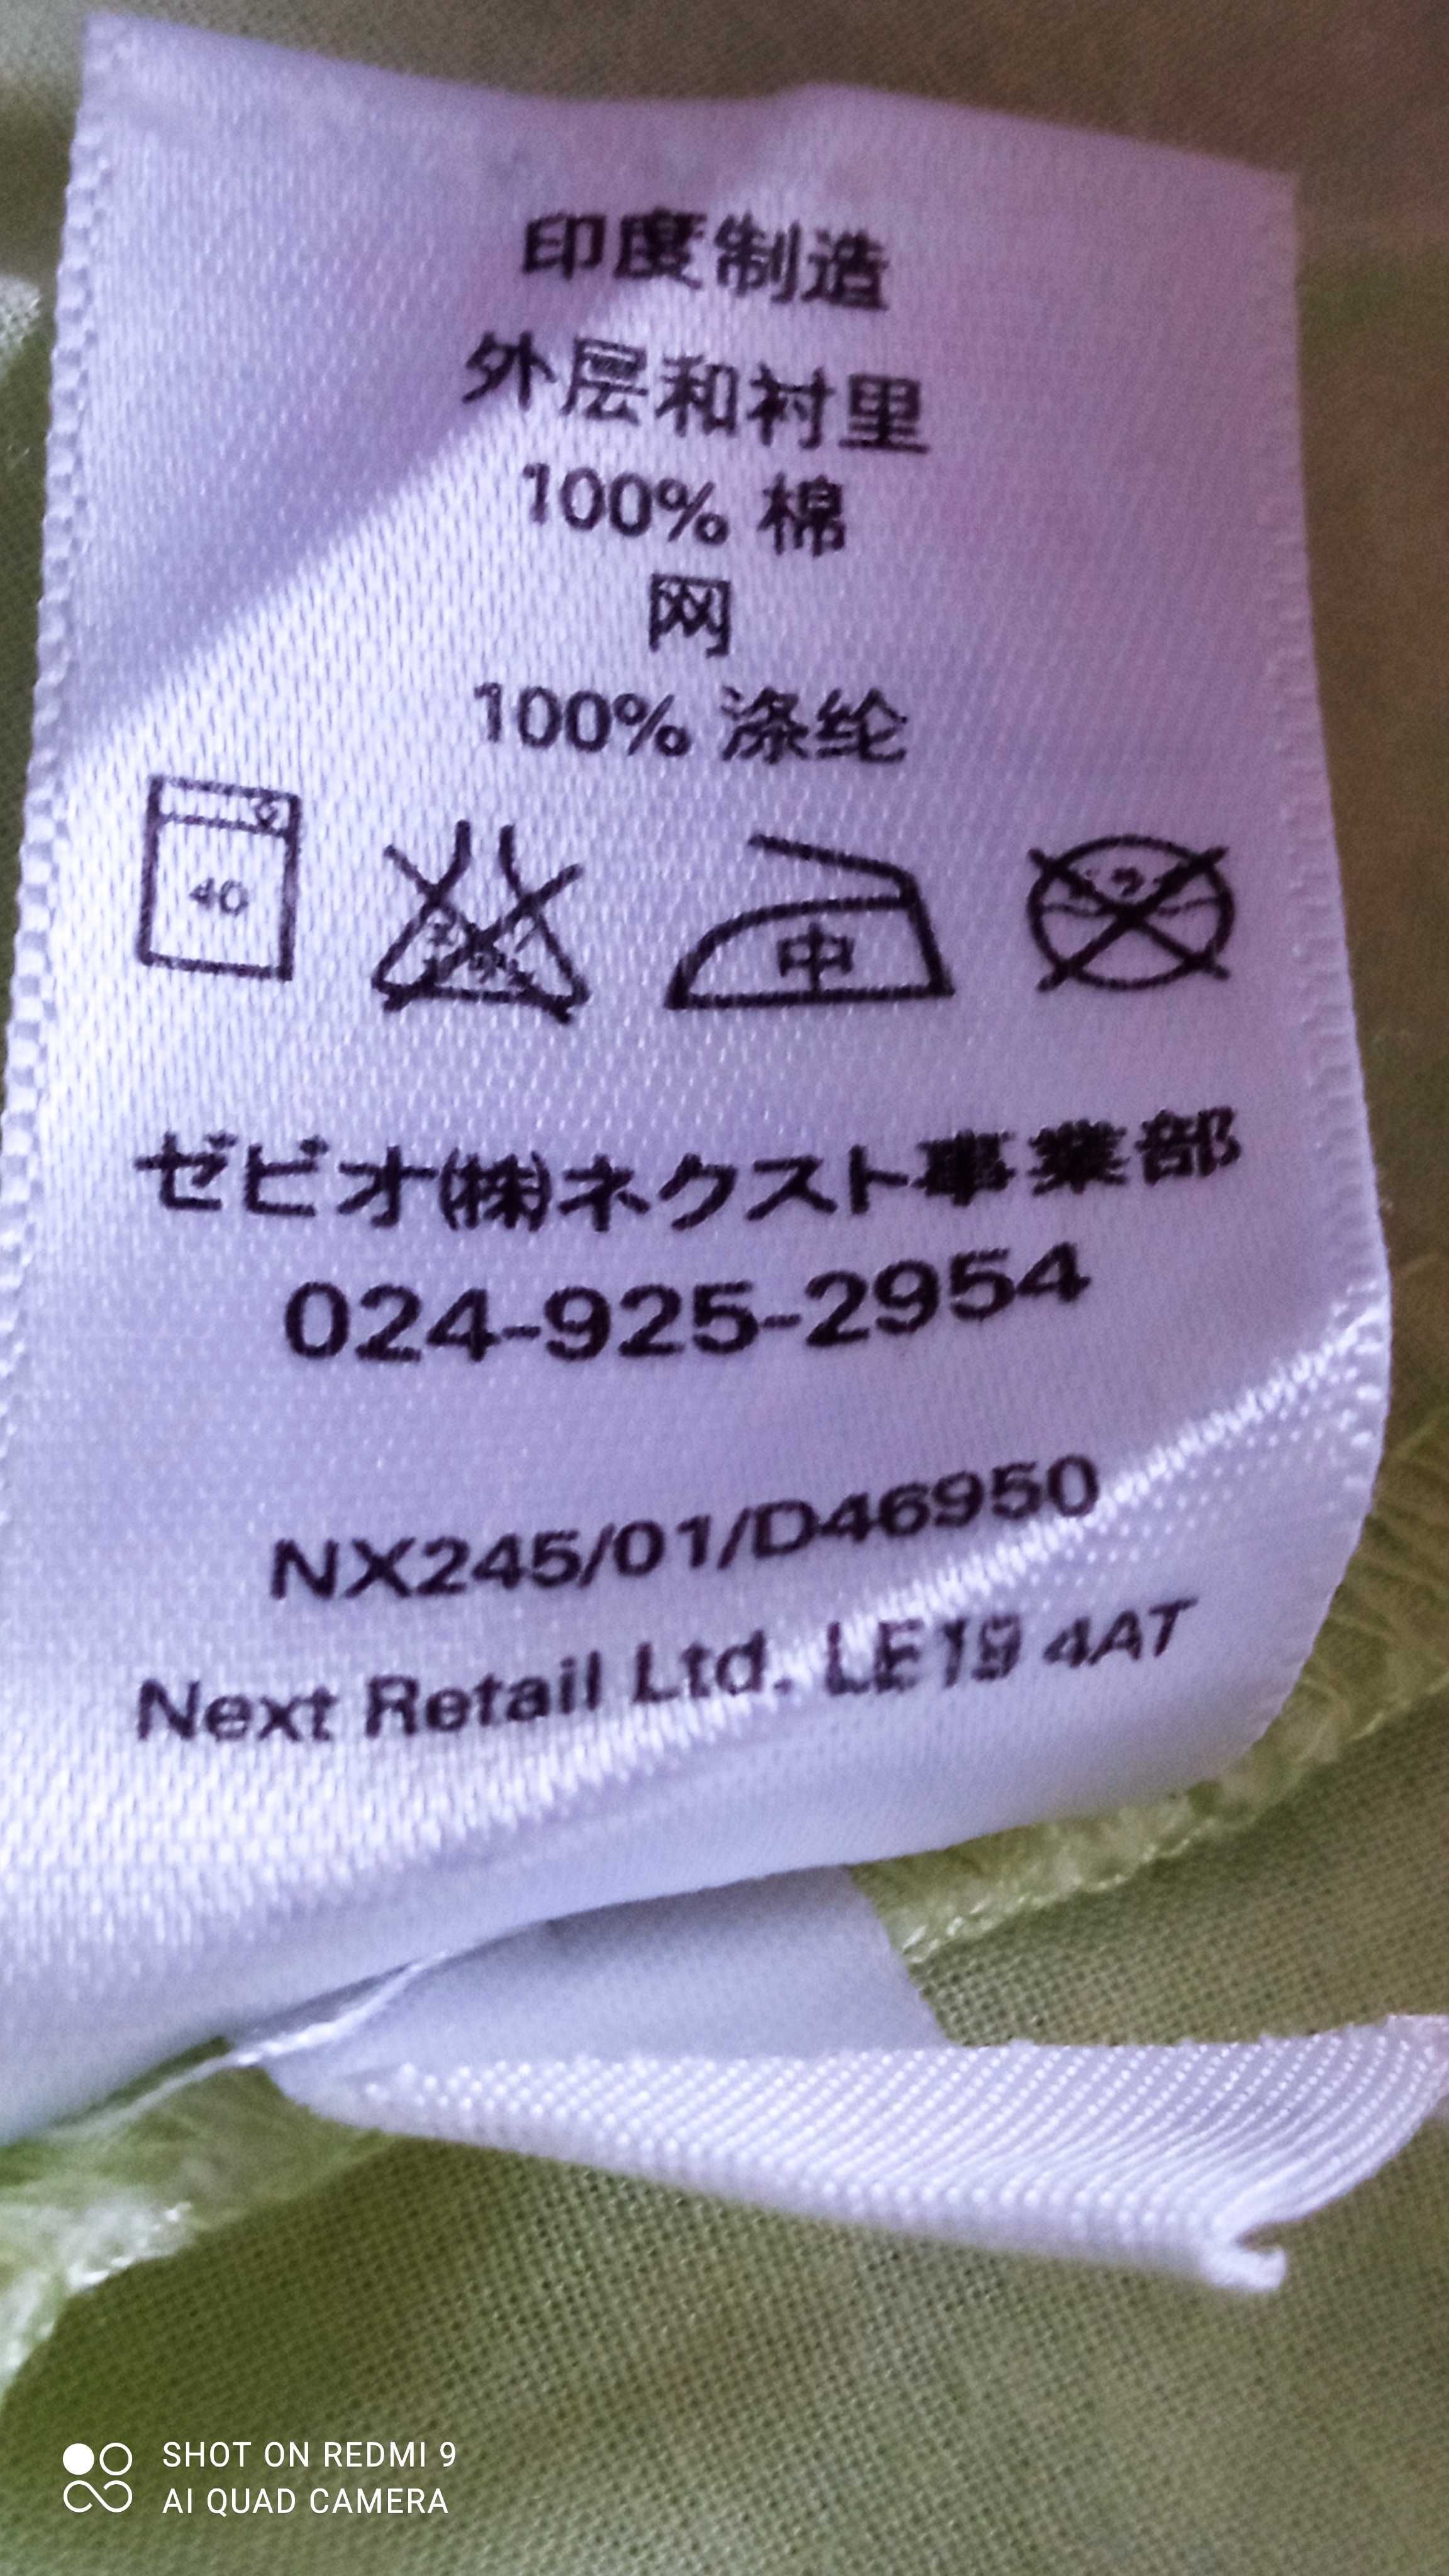 印度制造
外层和衬里
100% 棉
网
100% 涤纶
40
中
ゼビオ㈱ネクスト事業部
024-925-2954
NX245/01/D46950
Next Retail Ltd. LE19 4AT
SHOT ON REDMI 9
AI QUAD CAMERA